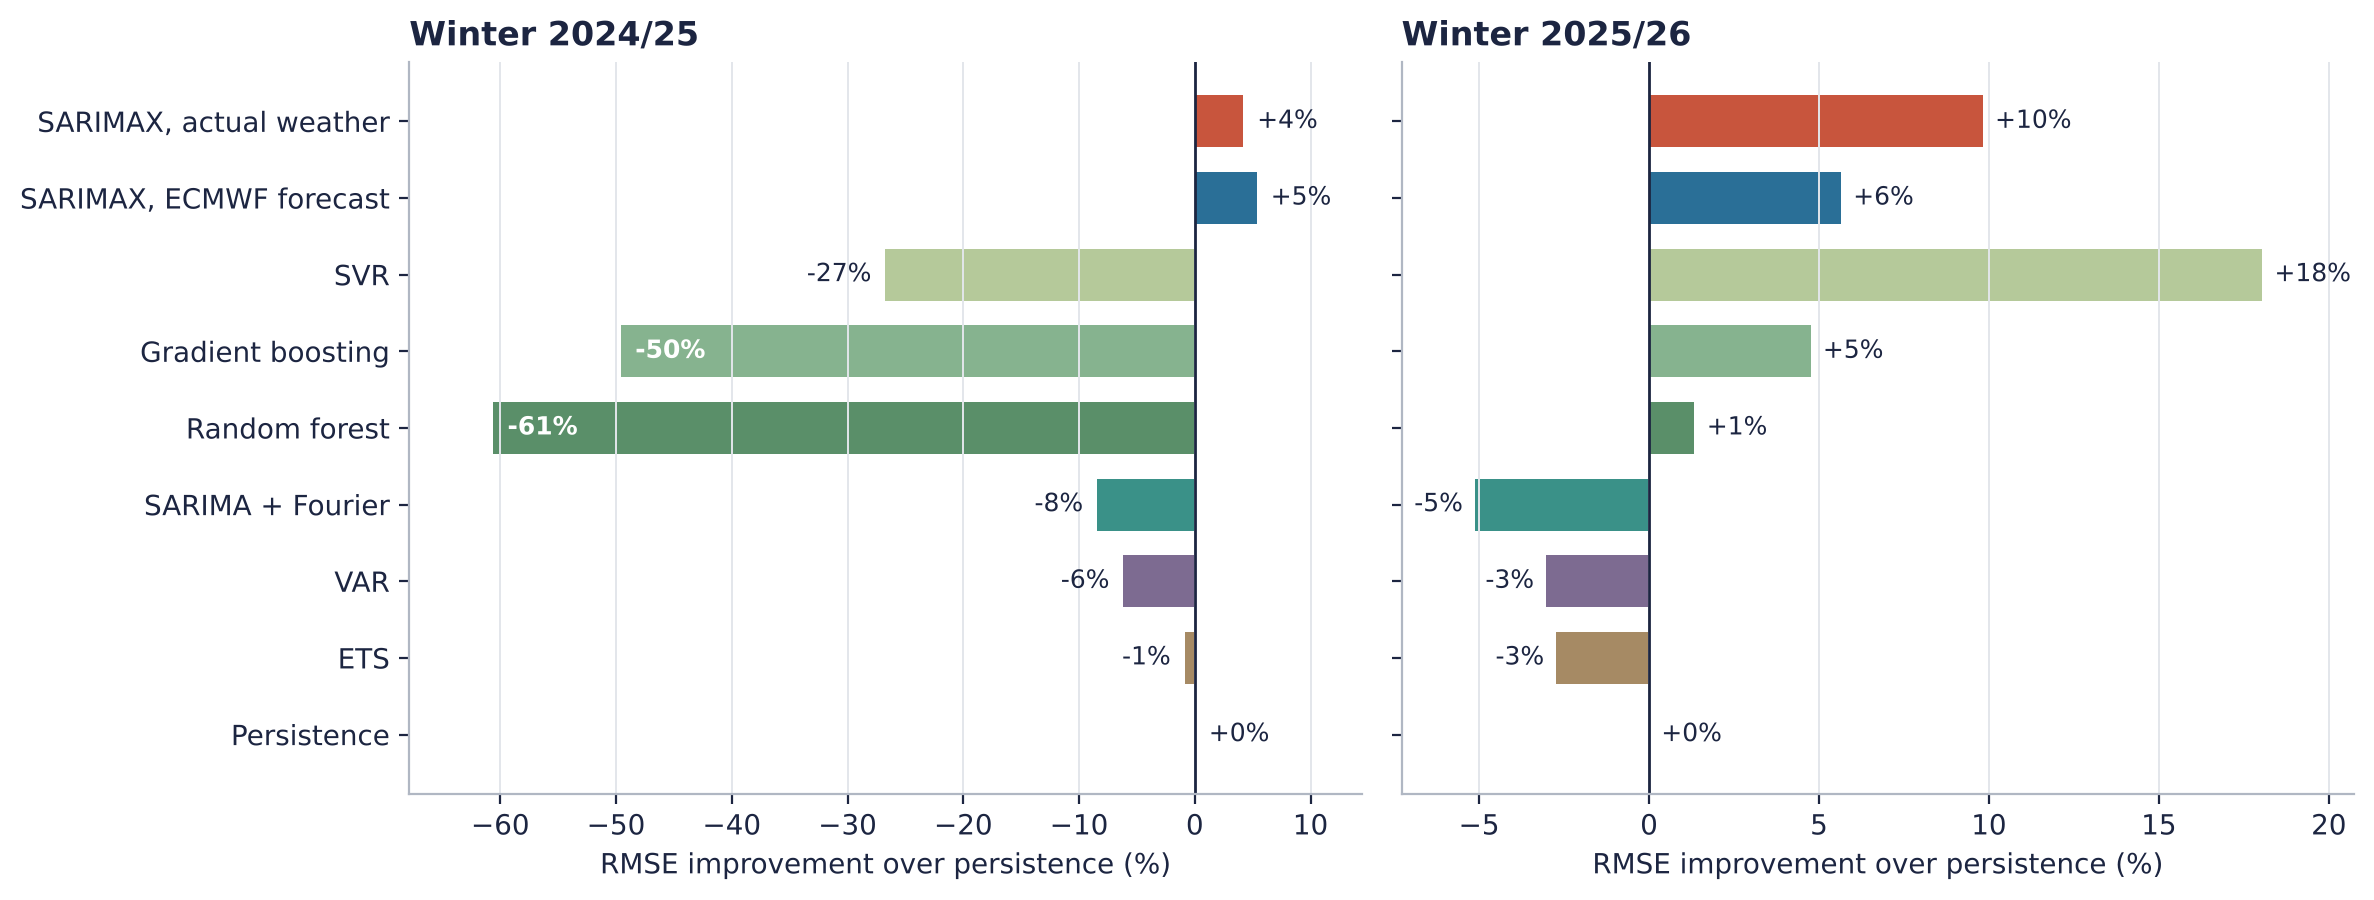 Winter 2024/25
SARIMAX, actual weather
+4%
SARIMAX, ECMWF forecast
+5%
SVR
-27%
Gradient boosting
-50%
Random forest
-61%
SARIMA + Fourier
-8%
VAR
-6%
ETS
-1%
Persistence
+0%
−60 −50 −40 −30 −20 −10 0 10
RMSE improvement over persistence (%)
Winter 2025/26
+10%
+6%
+18%
+5%
+1%
-5%
-3%
-3%
+0%
−5 0 5 10 15 20
RMSE improvement over persistence (%)